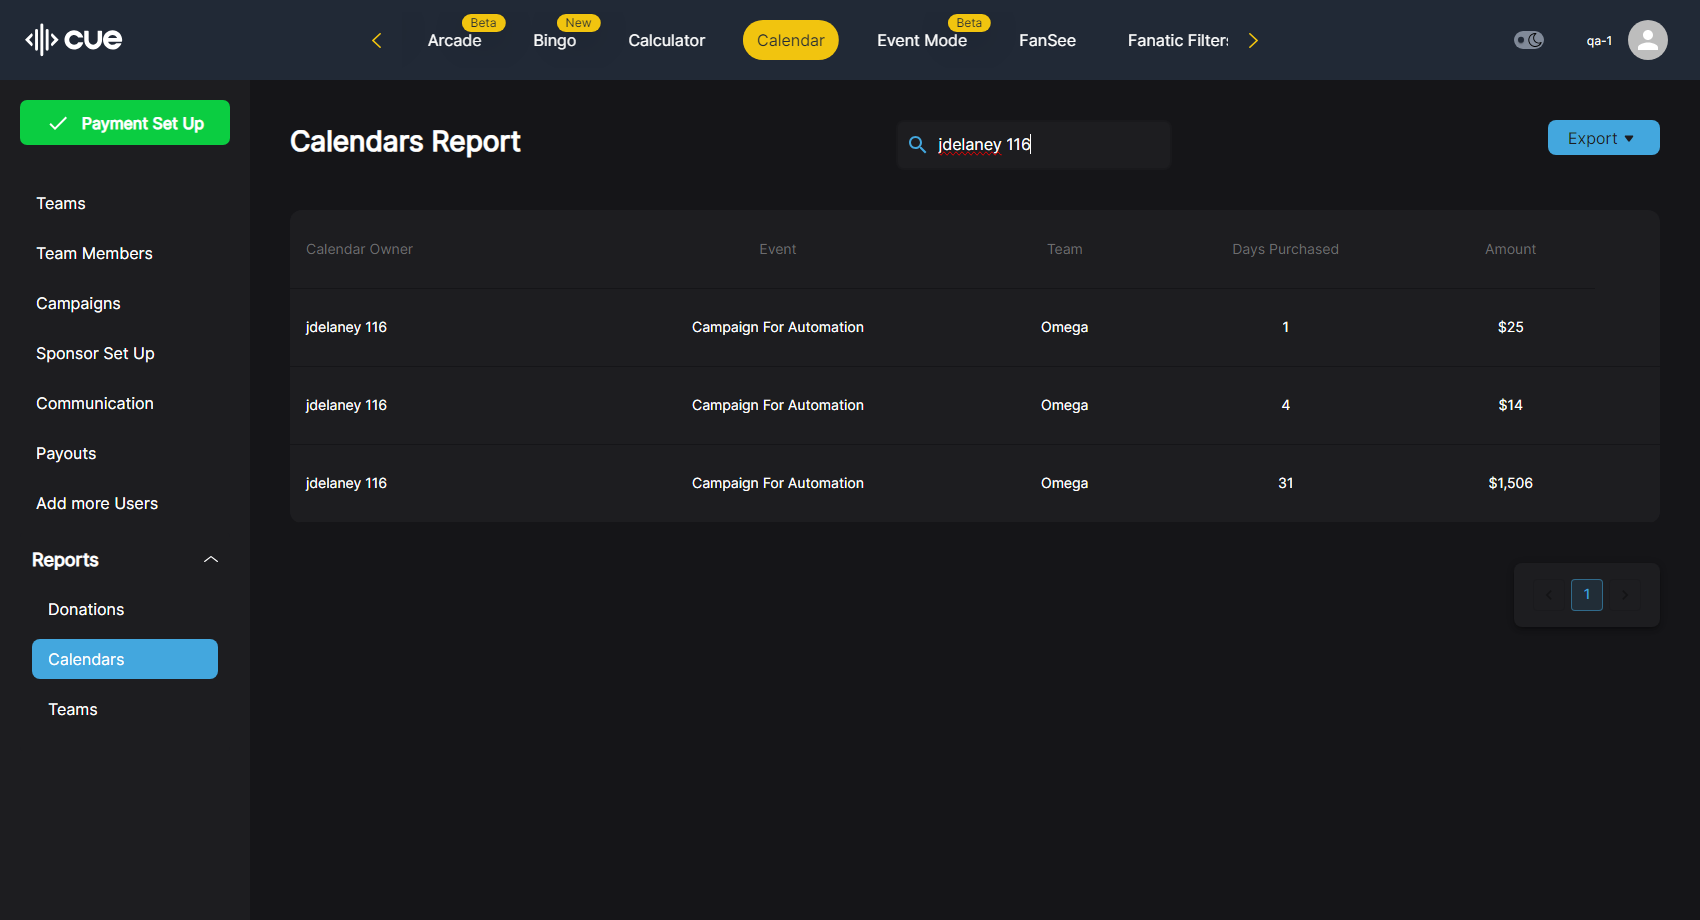 cue
Arcade Beta
Bingo New
Calculator
Calendar
Event Mode Beta
FanSee
Fanatic Filter
qa-1
Payment Set Up
Teams
Team Members
Campaigns
Sponsor Set Up
Communication
Payouts
Add more Users
Reports
Donations
Calendars
Teams
Calendars Report
jdelaney 116
Export
Calendar Owner Event Team Days Purchased Amount
jdelaney 116 Campaign For Automation Omega 1 $25
jdelaney 116 Campaign For Automation Omega 4 $14
jdelaney 116 Campaign For Automation Omega 31 $1,506
1